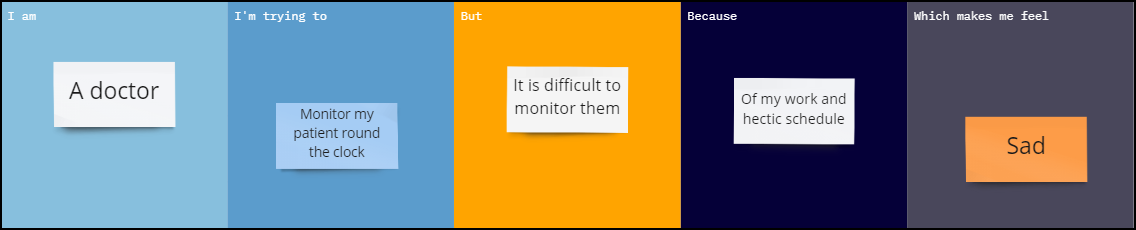 I am
A doctor
I'm trying to
Monitor my
patient round
the clock
But
It is difficult to
monitor them
Because
Of my work and
hectic schedule
Which makes me feel
Sad